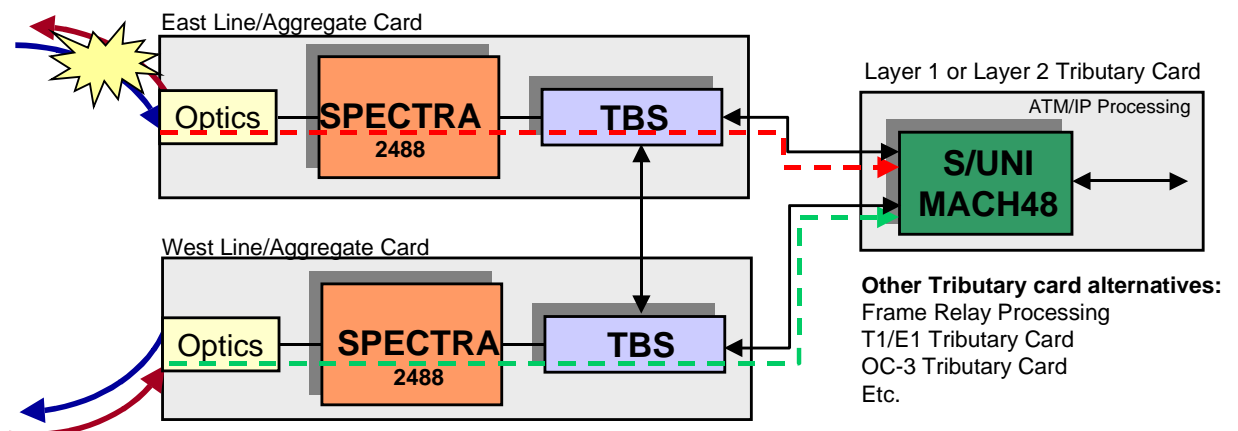 East Line/Aggregate Card
Optics
SPECTRA
2488
TBS
Layer 1 or Layer 2 Tributary Card
ATM/IP Processing
S/UNI
MACH48
West Line/Aggregate Card
Optics
SPECTRA
2488
TBS
Other Tributary card alternatives:
Frame Relay Processing
T1/E1 Tributary Card
OC-3 Tributary Card
Etc.